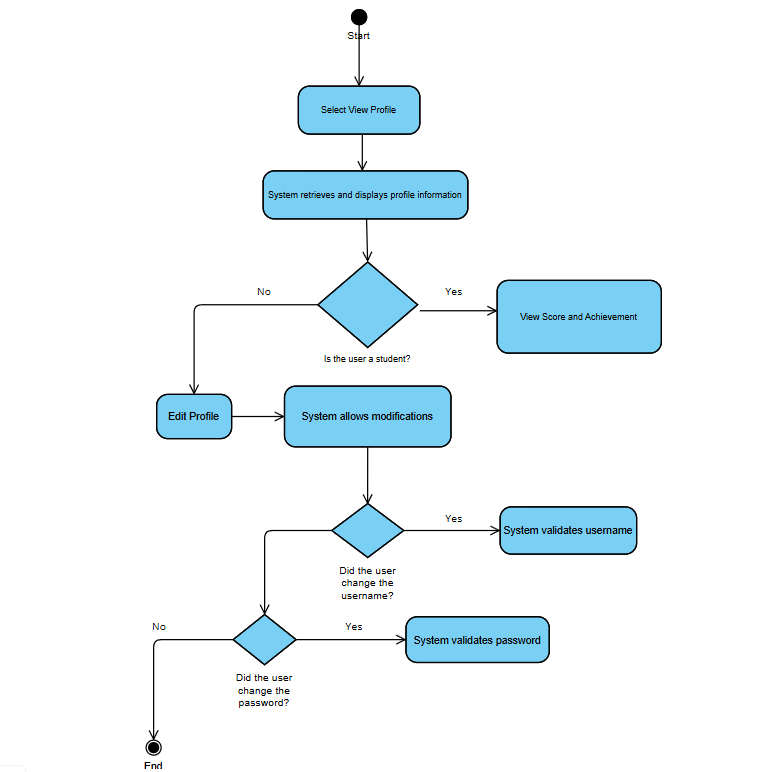 Start
Select View Profile
System retrieves and displays profile information
No
Yes
View Score and Achievement
Is the user a student?
Edit Profile
System allows modifications
Yes
System validates username
Did the user
change the
username?
No
Yes
System validates password
Did the user
change the
password?
End